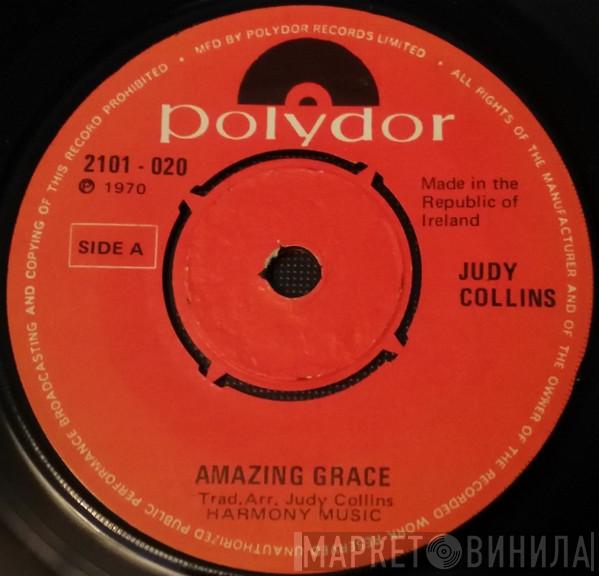 MFD BY POLYDOR RECORDS LIMITED • ALL RIGHTS OF THE MANUFACTURER AND OF THE OWNER OF THE RECORDED WORK RESERVED UNAUTHORIZED PUBLIC PERFORMANCE BROADCASTING AND COPYING OF THIS RECORD PROHIBITED •
polydor
2101 - 020
℗ 1970
Made in the
Republic of
Ireland
SIDE A
JUDY
COLLINS
AMAZING GRACE
Trad. Arr. Judy Collins
HARMONY MUSIC
МАРКЕТ ВИНИЛА